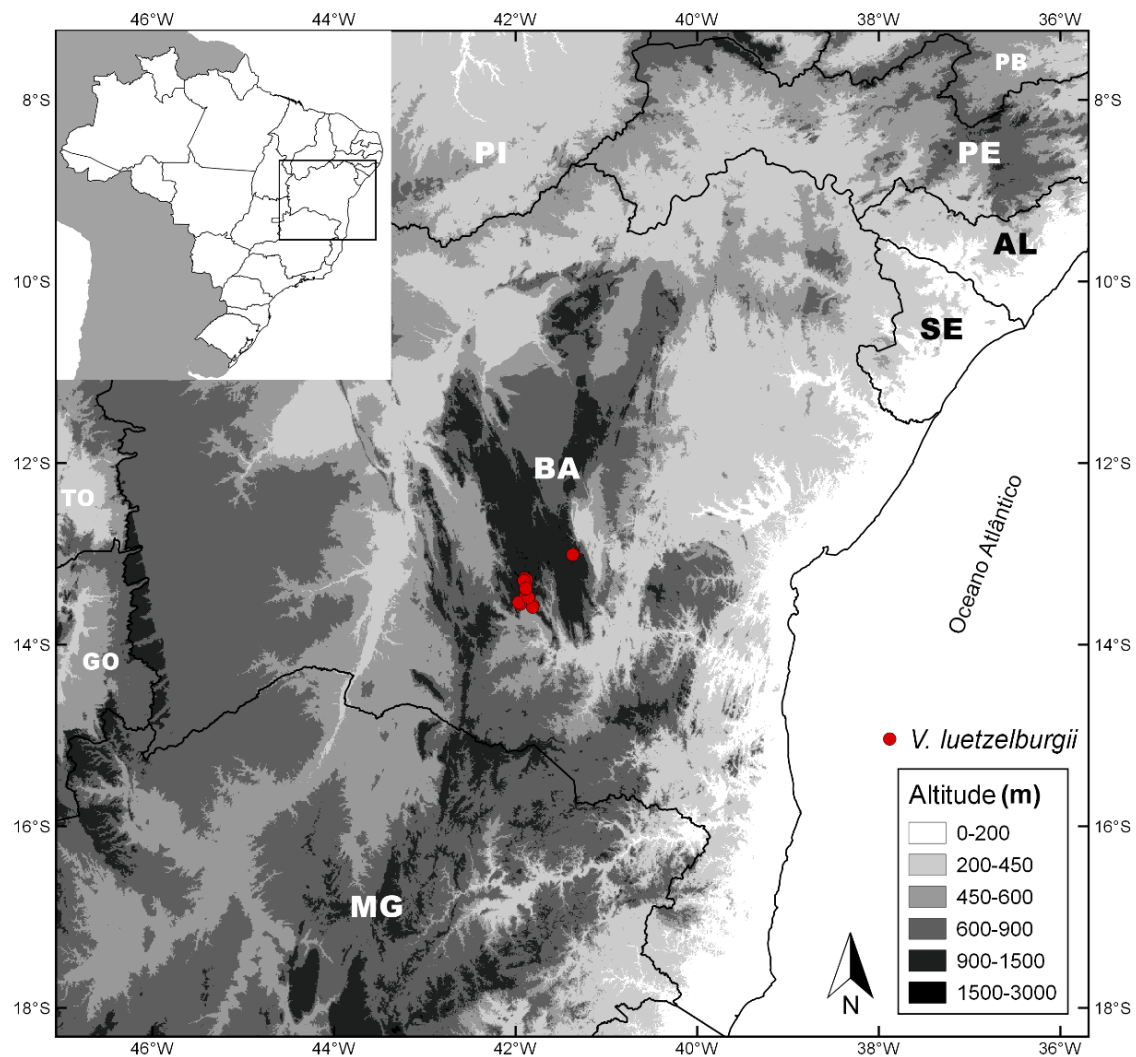 46°W 44°W 42°W 40°W 38°W 36°W
8°S 8°S
PB
PI
PE
AL
10°S 10°S
SE
12°S 12°S
BA
TO
Oceano Atlântico
14°S 14°S
GO
V. luetzelburgii
Altitude (m)
0-200
200-450
450-600
600-900
900-1500
1500-3000
16°S 16°S
MG
N
18°S 18°S
46°W 44°W 42°W 40°W 38°W 36°W